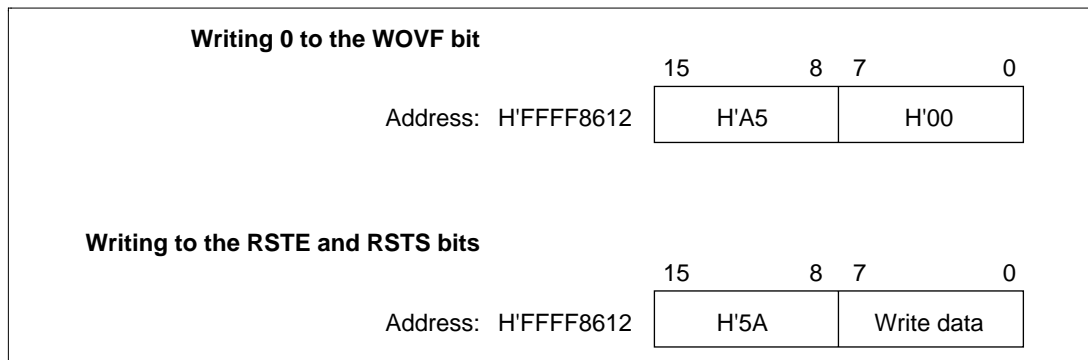 Writing 0 to the WOVF bit
15 8 7 0
Address: H'FFFF8612 H'A5 H'00
Writing to the RSTE and RSTS bits
15 8 7 0
Address: H'FFFF8612 H'5A Write data